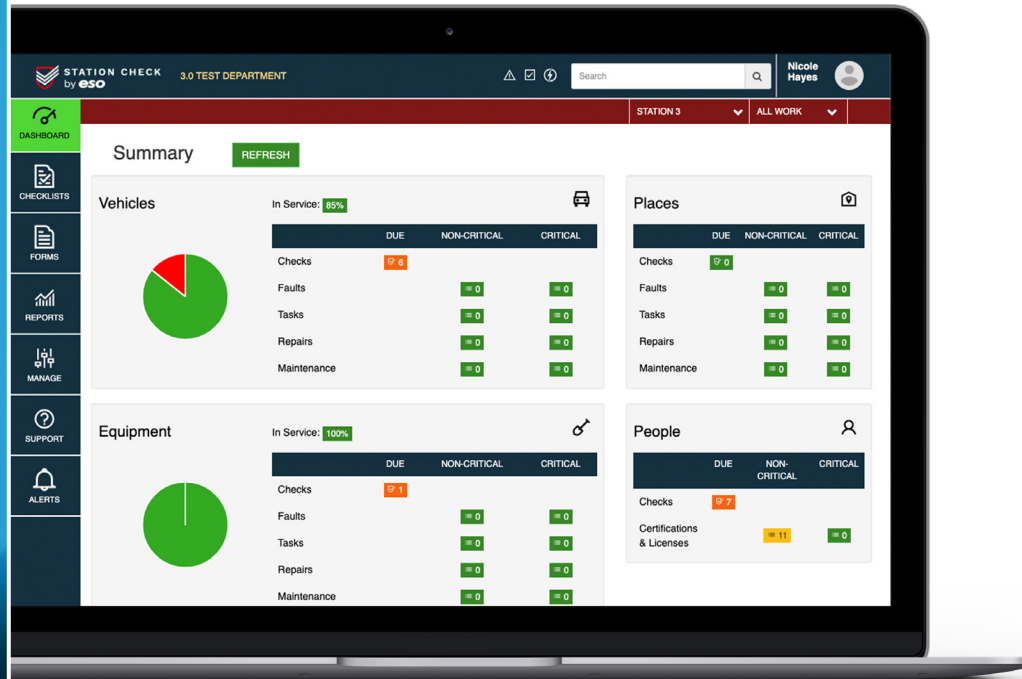 STATION CHECK
by eso
3.0 TEST DEPARTMENT
Search
Nicole
Hayes
STATION 3
ALL WORK
DASHBOARD
CHECKLISTS
FORMS
REPORTS
MANAGE
SUPPORT
ALERTS
Summary
REFRESH
Vehicles
In Service: 85%
DUE NON-CRITICAL CRITICAL
Checks 6
Faults 0 0
Tasks 0 0
Repairs 0 0
Maintenance 0 0
Places
DUE NON-CRITICAL CRITICAL
Checks 0
Faults 0 0
Tasks 0 0
Repairs 0 0
Maintenance 0 0
Equipment
In Service: 100%
DUE NON-CRITICAL CRITICAL
Checks 1
Faults 0 0
Tasks 0 0
Repairs 0 0
Maintenance 0 0
People
DUE NON- CRITICAL
CRITICAL
Checks 7
Certifications
& Licenses 11 0